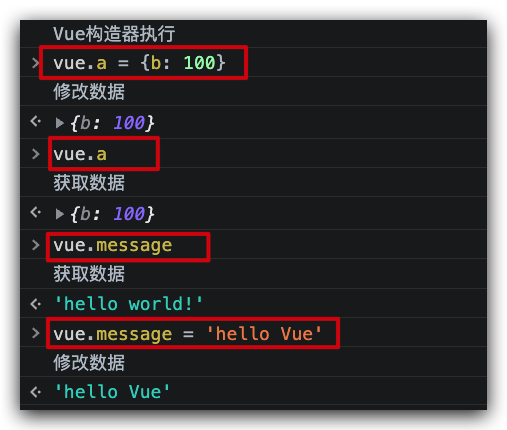 Vue构造器执行
> vue.a = {b: 100}
修改数据
<· ▶{b: 100}
> vue.a
获取数据
<· ▶{b: 100}
> vue.message
获取数据
<· 'hello world!'
> vue.message = 'hello Vue'
修改数据
<· 'hello Vue'